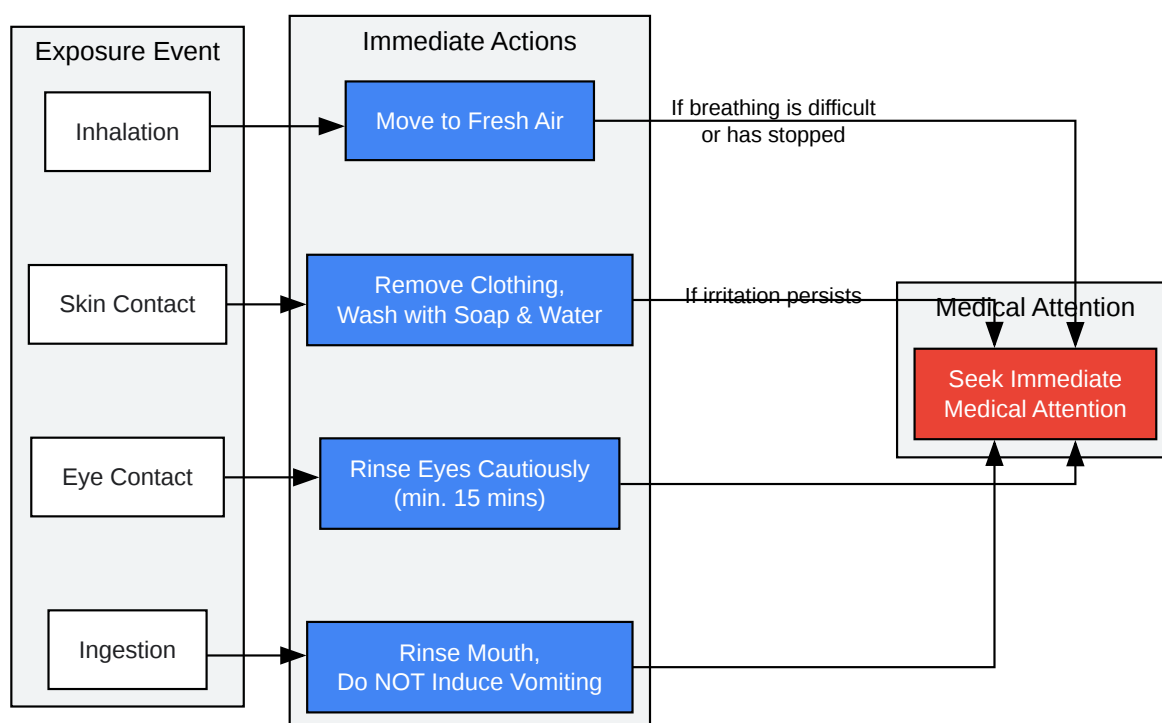 Exposure Event
Immediate Actions
Inhalation
Move to Fresh Air
If breathing is difficult
or has stopped
Skin Contact
Remove Clothing,
Wash with Soap & Water
If irritation persists
Medical Attention
Seek Immediate
Medical Attention
Eye Contact
Rinse Eyes Cautiously
(min. 15 mins)
Ingestion
Rinse Mouth,
Do NOT Induce Vomiting